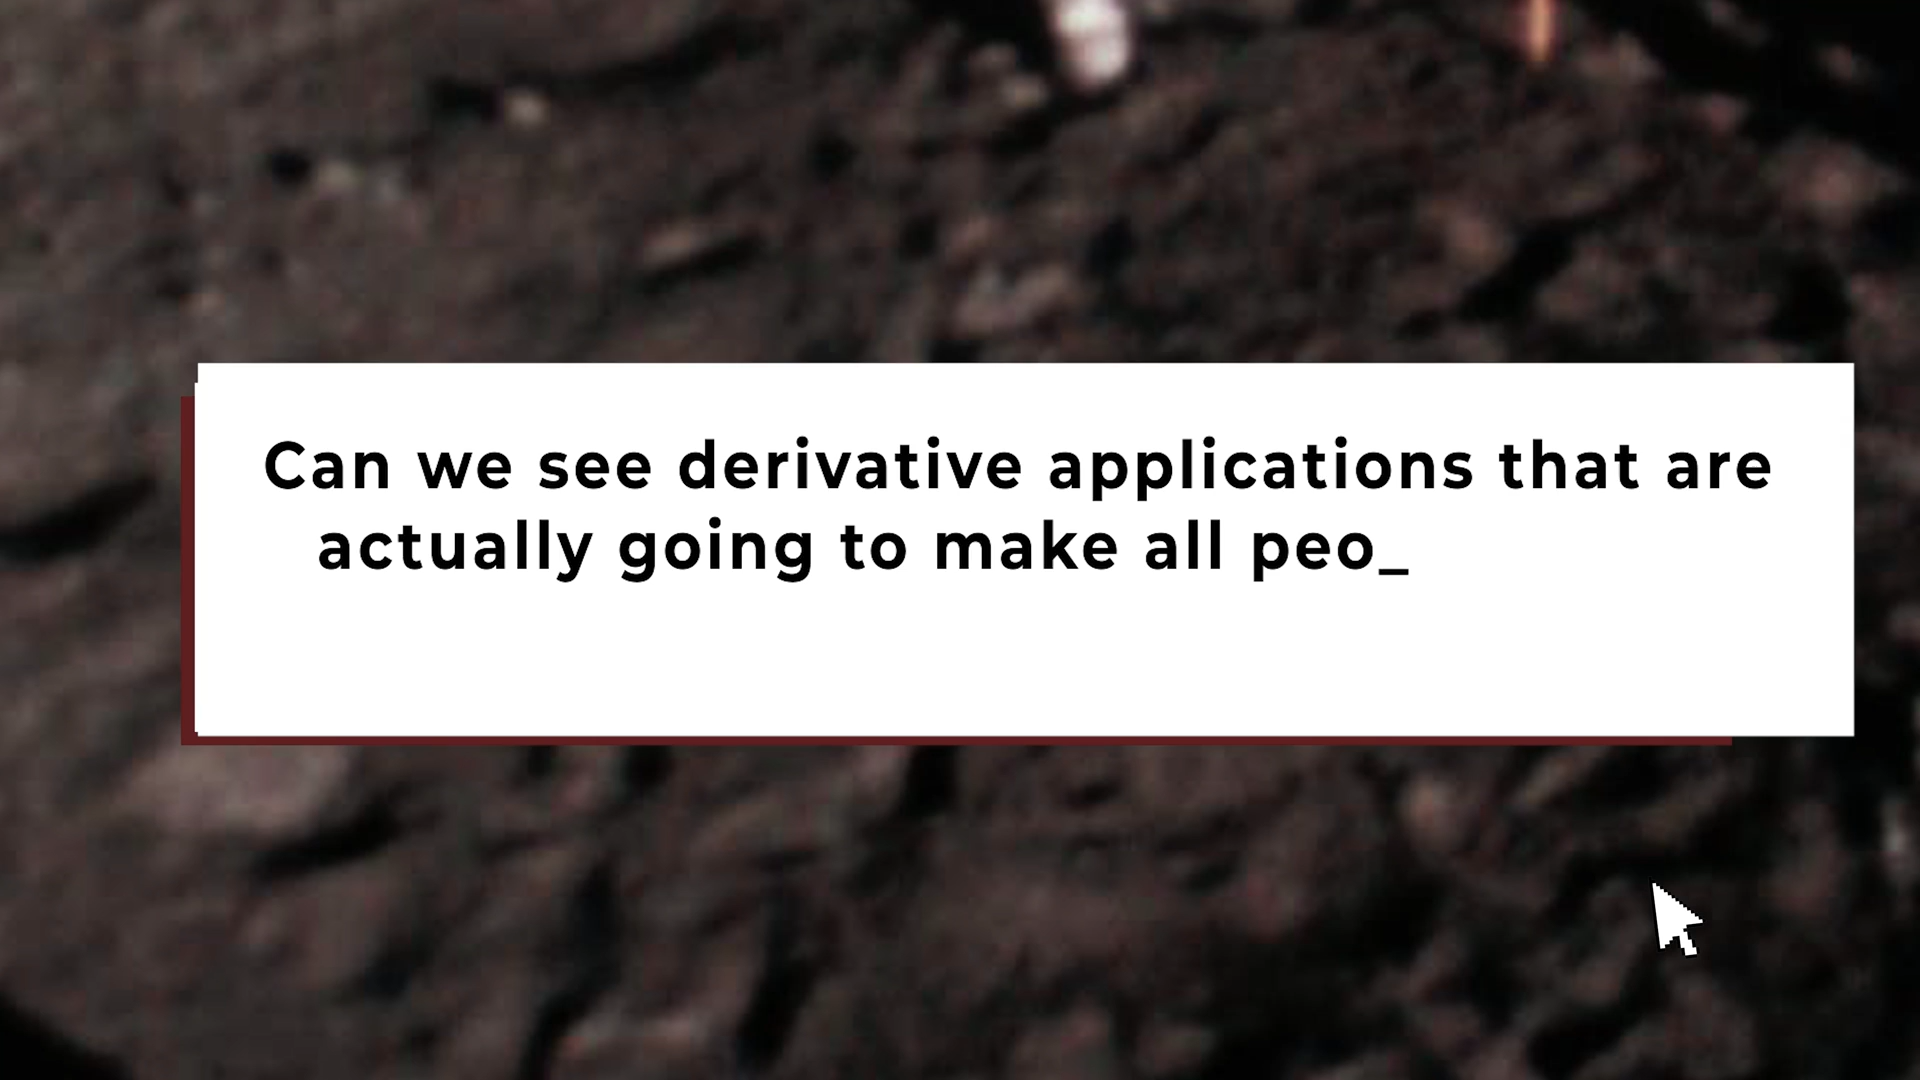 Can we see derivative applications that are
actually going to make all peo_